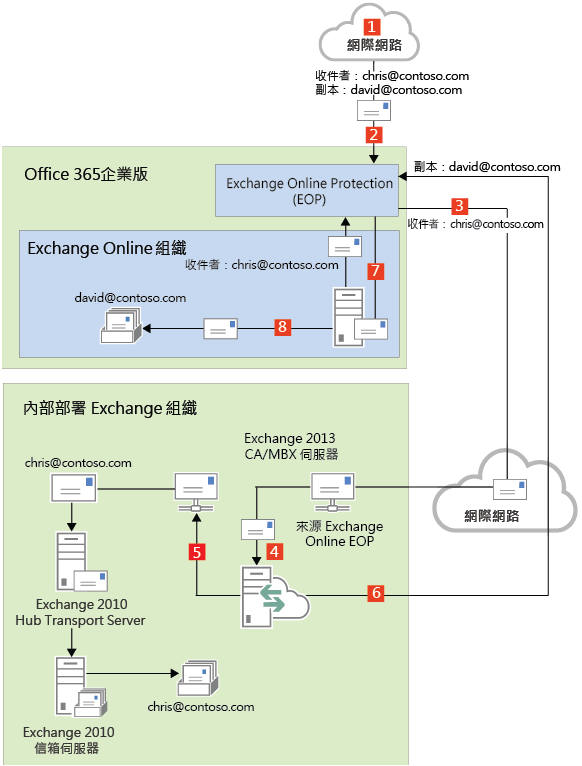 1
網際網路
收件者：chris@contoso.com
副本：david@contoso.com
2
Office 365企業版
Exchange Online Protection
(EOP)
副本：david@contoso.com
3
收件者：chris@contoso.com
Exchange Online 組織
收件者：chris@contoso.com
7
david@contoso.com
8
內部部署 Exchange 組織
Exchange 2013
CA/MBX 伺服器
chris@contoso.com
網際網路
來源 Exchange
Online EOP
4
5
6
Exchange 2010
Hub Transport Server
chris@contoso.com
Exchange 2010
信箱伺服器